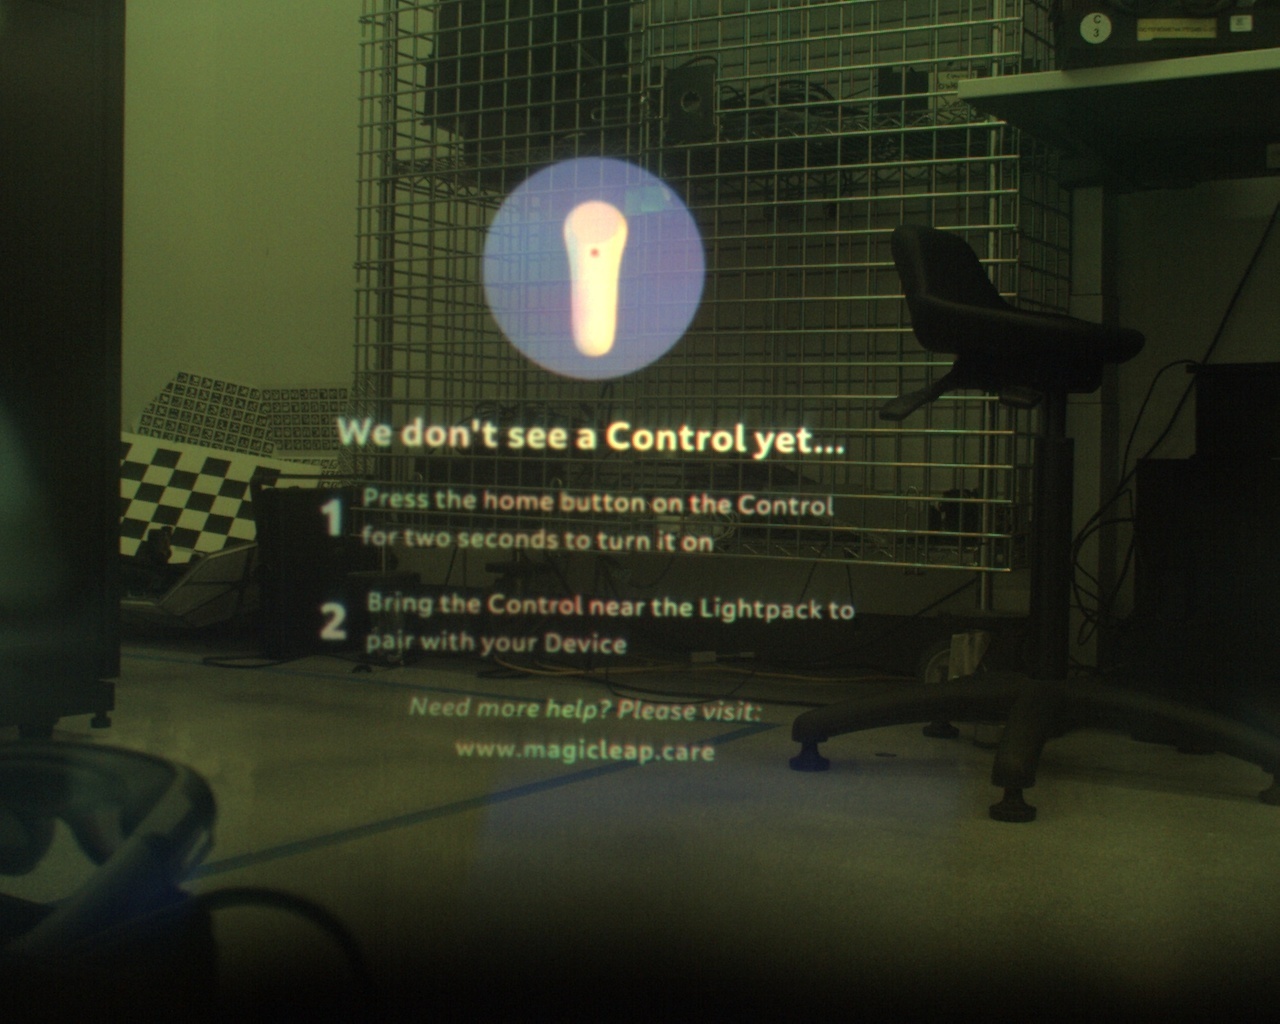 C
3
We don't see a Control yet...
1 Press the home button on the Control
for two seconds to turn it on
2 Bring the Control near the Lightpack to
pair with your Device
Need more help? Please visit:
www.magicleap.care